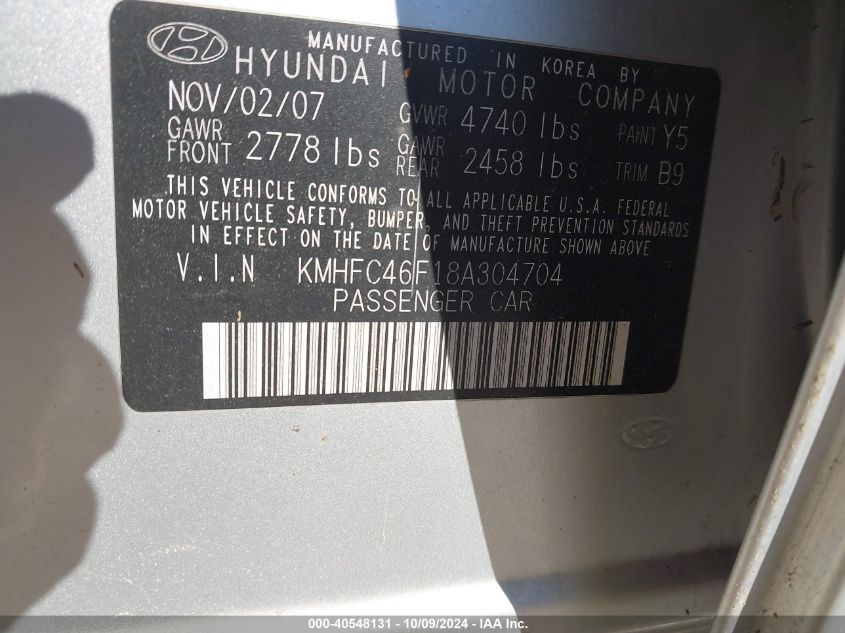 MANUFACTURED IN KOREA BY
HYUNDAI MOTOR COMPANY
NOV/02/07 GVWR 4740 lbs PAINT Y5
GAWR FRONT 2778 lbs GAWR REAR 2458 lbs TRIM B9
THIS VEHICLE CONFORMS TO ALL APPLICABLE U.S.A. FEDERAL
MOTOR VEHICLE SAFETY, BUMPER, AND THEFT PREVENTION STANDARDS
IN EFFECT ON THE DATE OF MANUFACTURE SHOWN ABOVE
V.I.N KMHFC46F18A304704
PASSENGER CAR
000-40548131 - 10/09/2024 - IAA Inc.